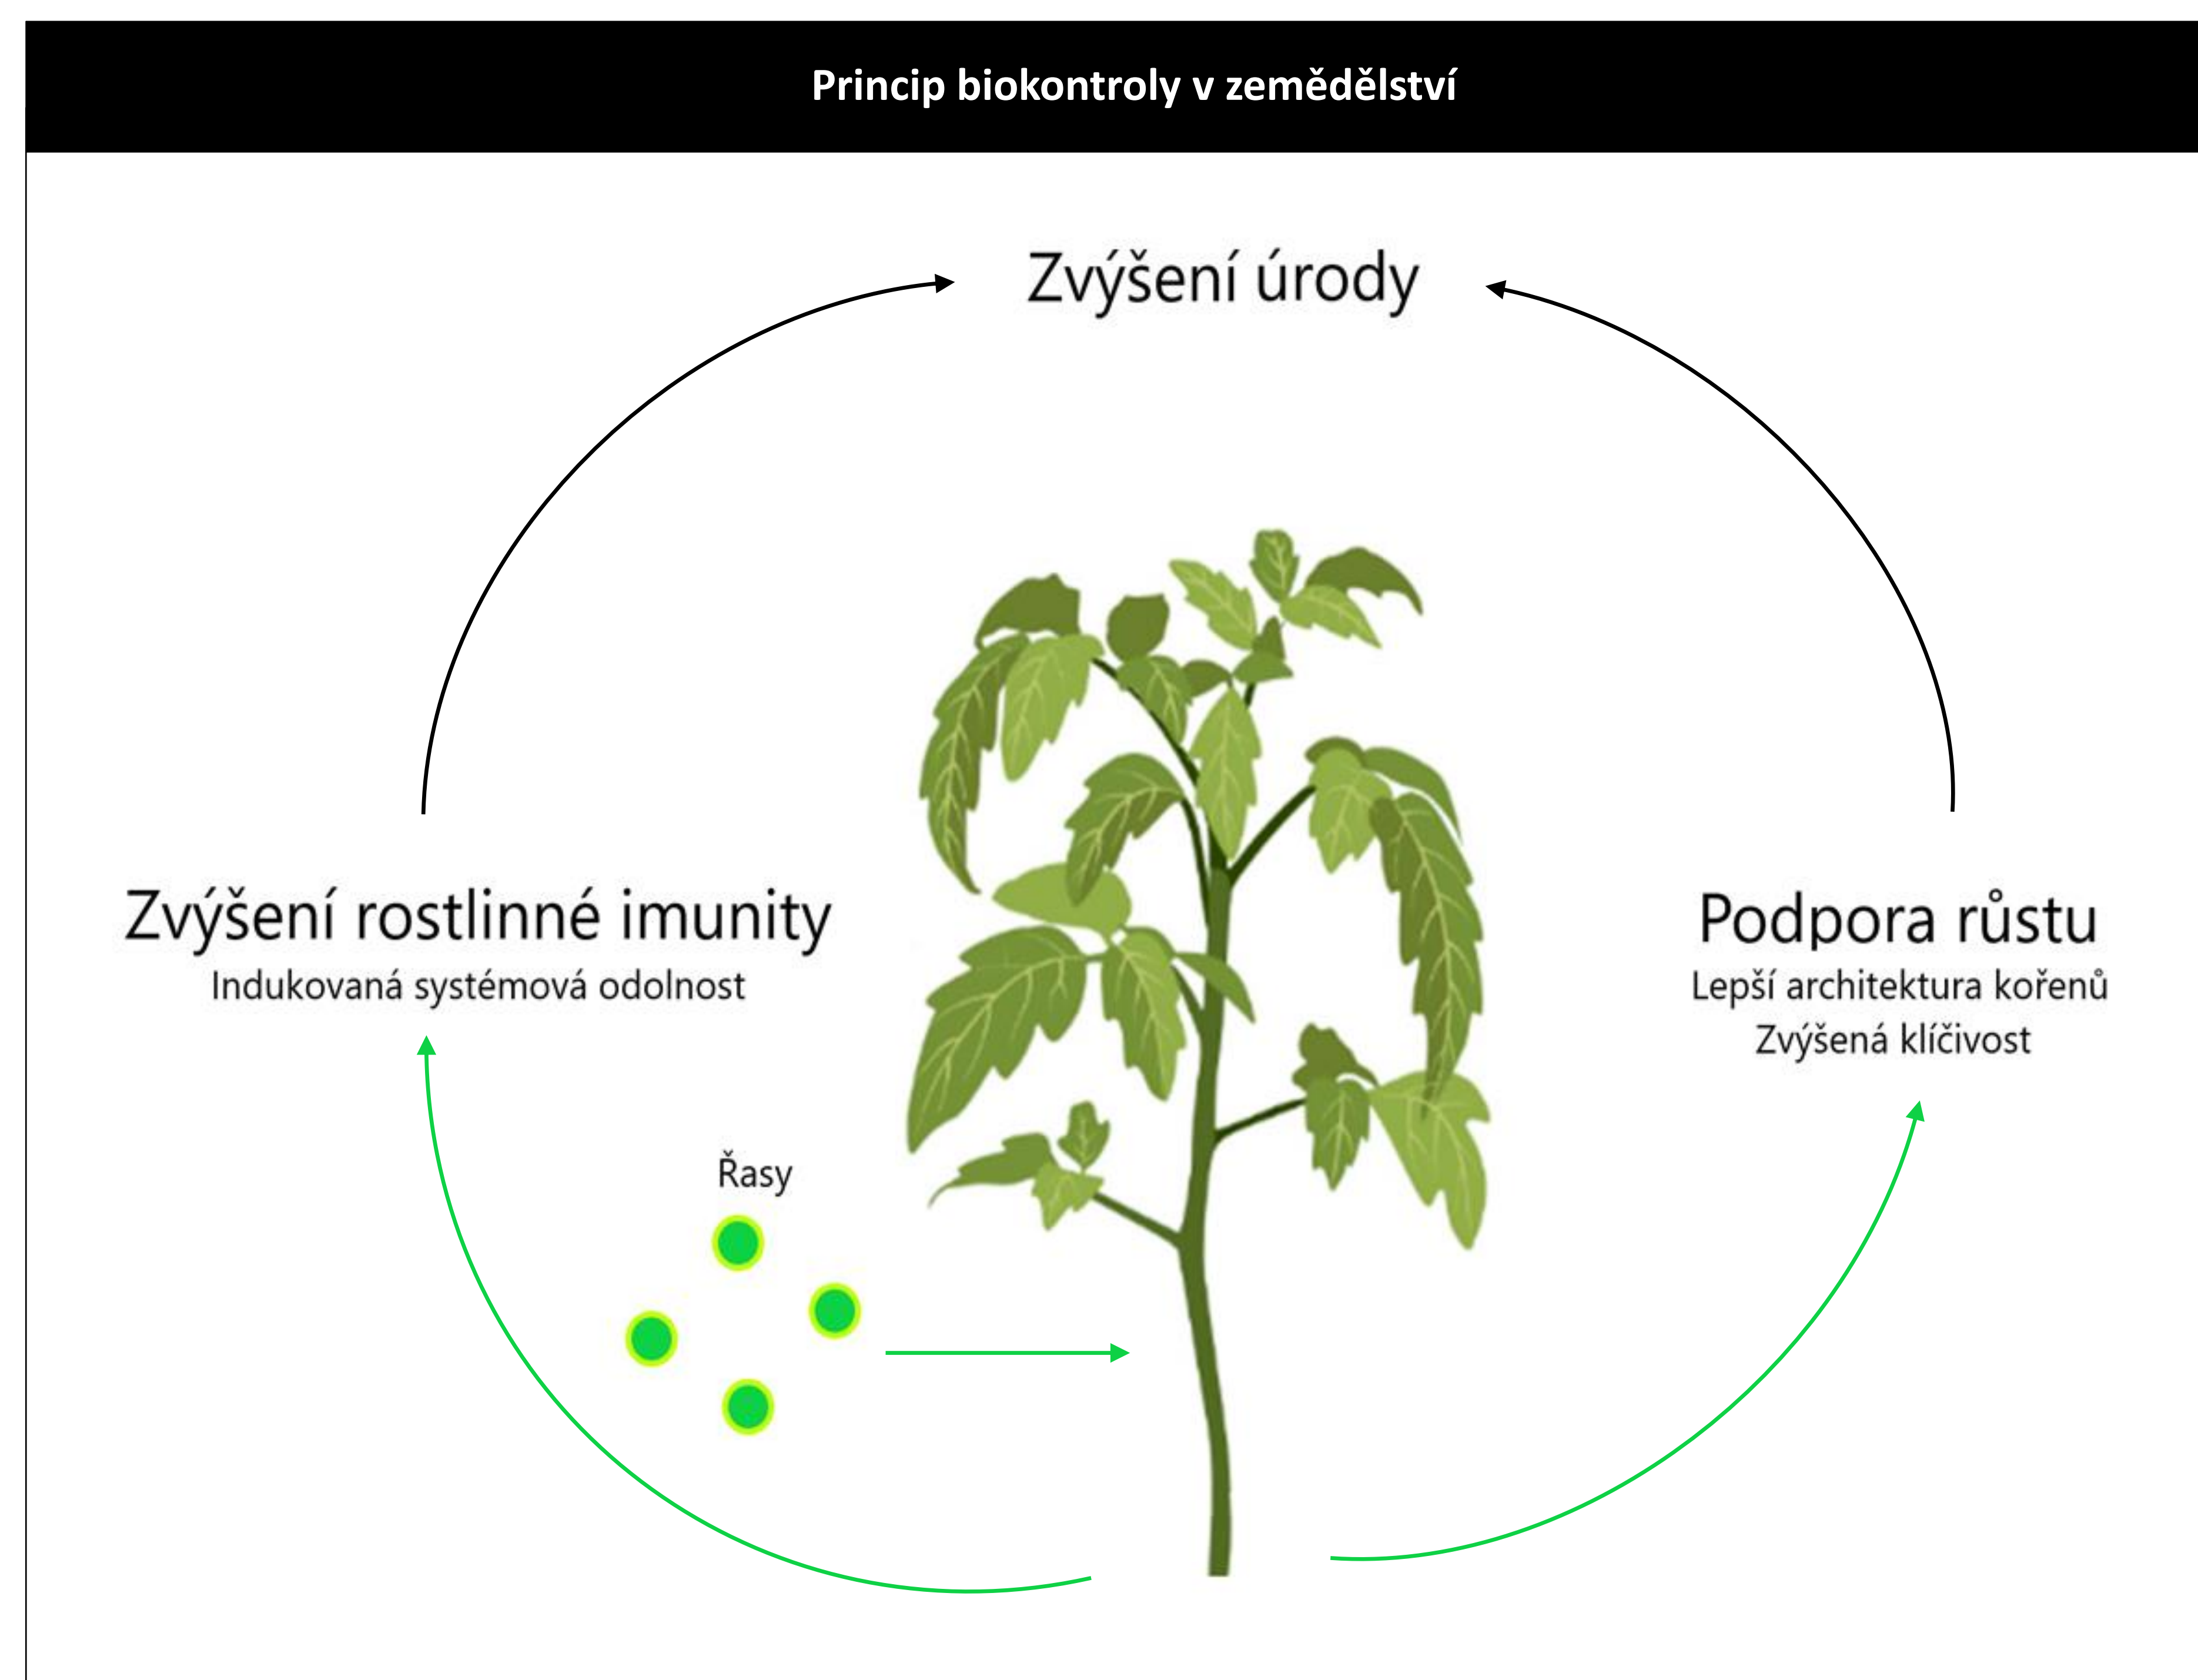 Princip biokontroly v zemědělství
Zvýšení úrody
Zvýšení rostlinné imunity
Indukovaná systémová odolnost
Podpora růstu
Lepší architektura kořenů
Zvýšená klíčivost
Řasy